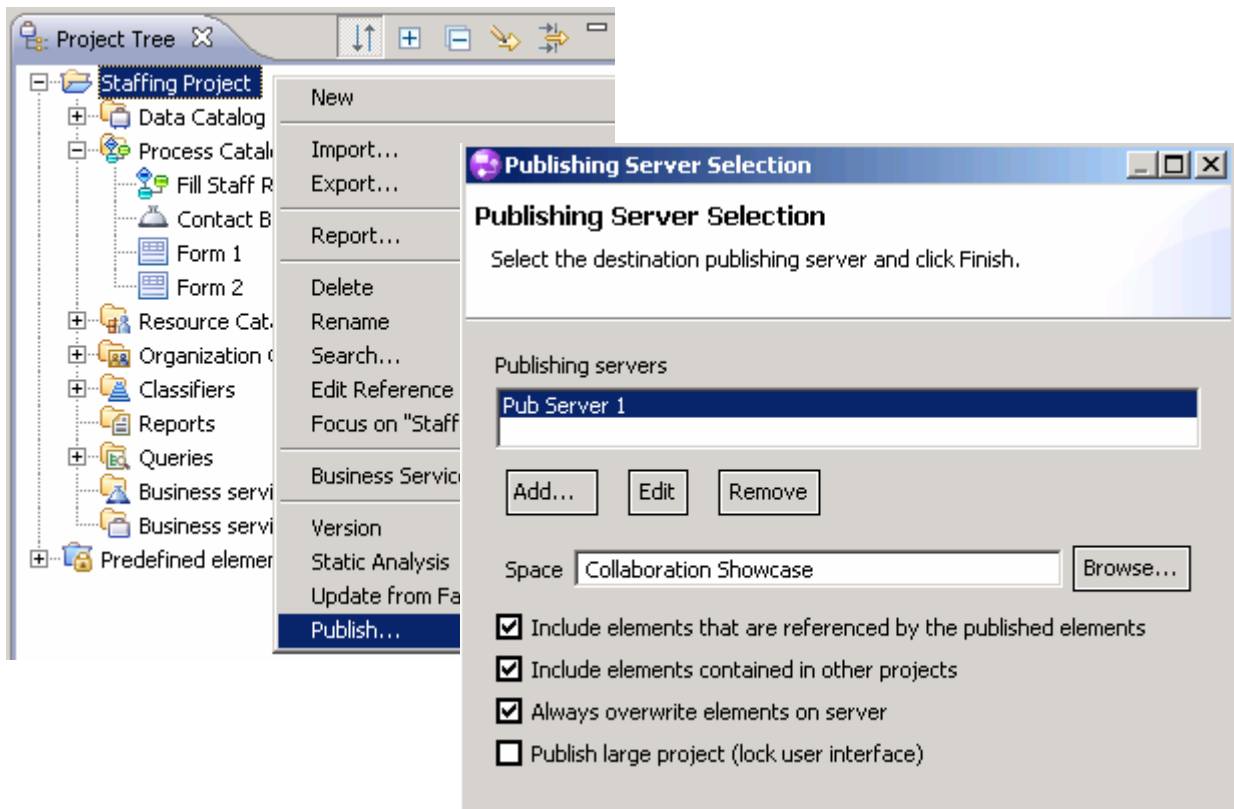 Project Tree
Staffing Project
Data Catalog
Process Catal
Fill Staff R
Contact B
Form 1
Form 2
Resource Cat
Organization
Classifiers
Reports
Queries
Business servi
Business servi
Predefined elemer
New
Import...
Export...
Report...
Delete
Rename
Search...
Edit Reference
Focus on "Staff
Business Servic
Version
Static Analysis
Update from Fa
Publish...
Publishing Server Selection
Publishing Server Selection
Select the destination publishing server and click Finish.
Publishing servers
Pub Server 1
Add... Edit Remove
Space Collaboration Showcase Browse...
Include elements that are referenced by the published elements
Include elements contained in other projects
Always overwrite elements on server
Publish large project (lock user interface)